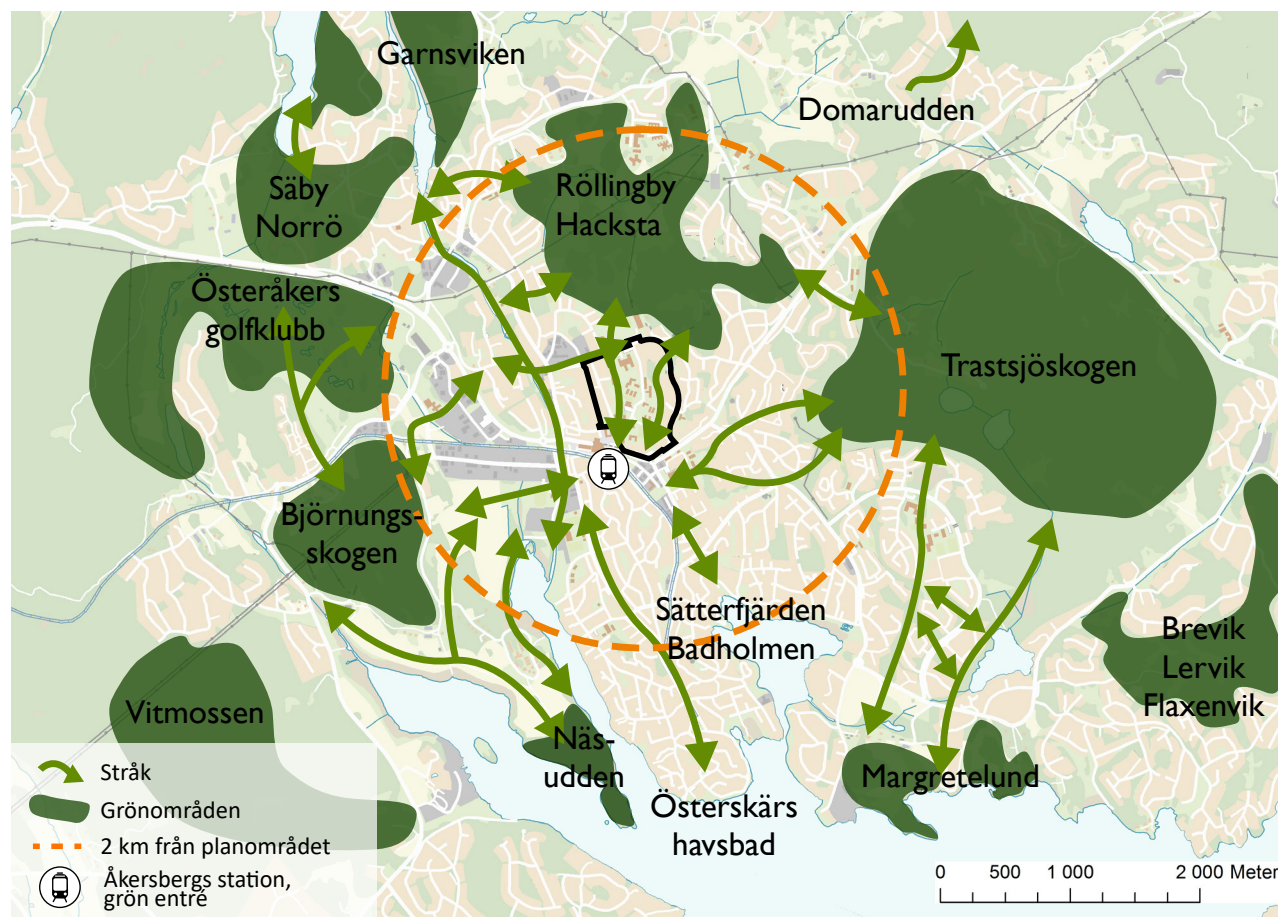 Garnsviken
Domarudden
Säby
Norrö
Röllingby
Hacksta
Österåkers
golfklubb
Trastsjöskogen
Björnungs-
skogen
Sätterfjärden
Badholmen
Brevik
Lervik
Flaxenvik
Vitmossen
Näs-
udden
Margretelund
Österskärs
havsbad
Stråk
Grönområden
2 km från planområdet
Åkersbergs station,
grön entré
0 500 1 000 2 000 Meter